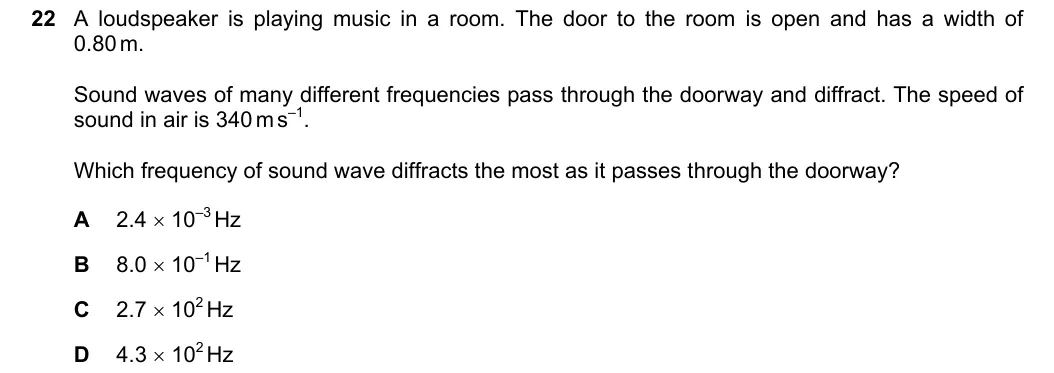 22 A loudspeaker is playing music in a room. The door to the room is open and has a width of
0.80 m.
Sound waves of many different frequencies pass through the doorway and diffract. The speed of
sound in air is 340 m s⁻¹.
Which frequency of sound wave diffracts the most as it passes through the doorway?
A 2.4 × 10⁻³ Hz
B 8.0 × 10⁻¹ Hz
C 2.7 × 10² Hz
D 4.3 × 10² Hz